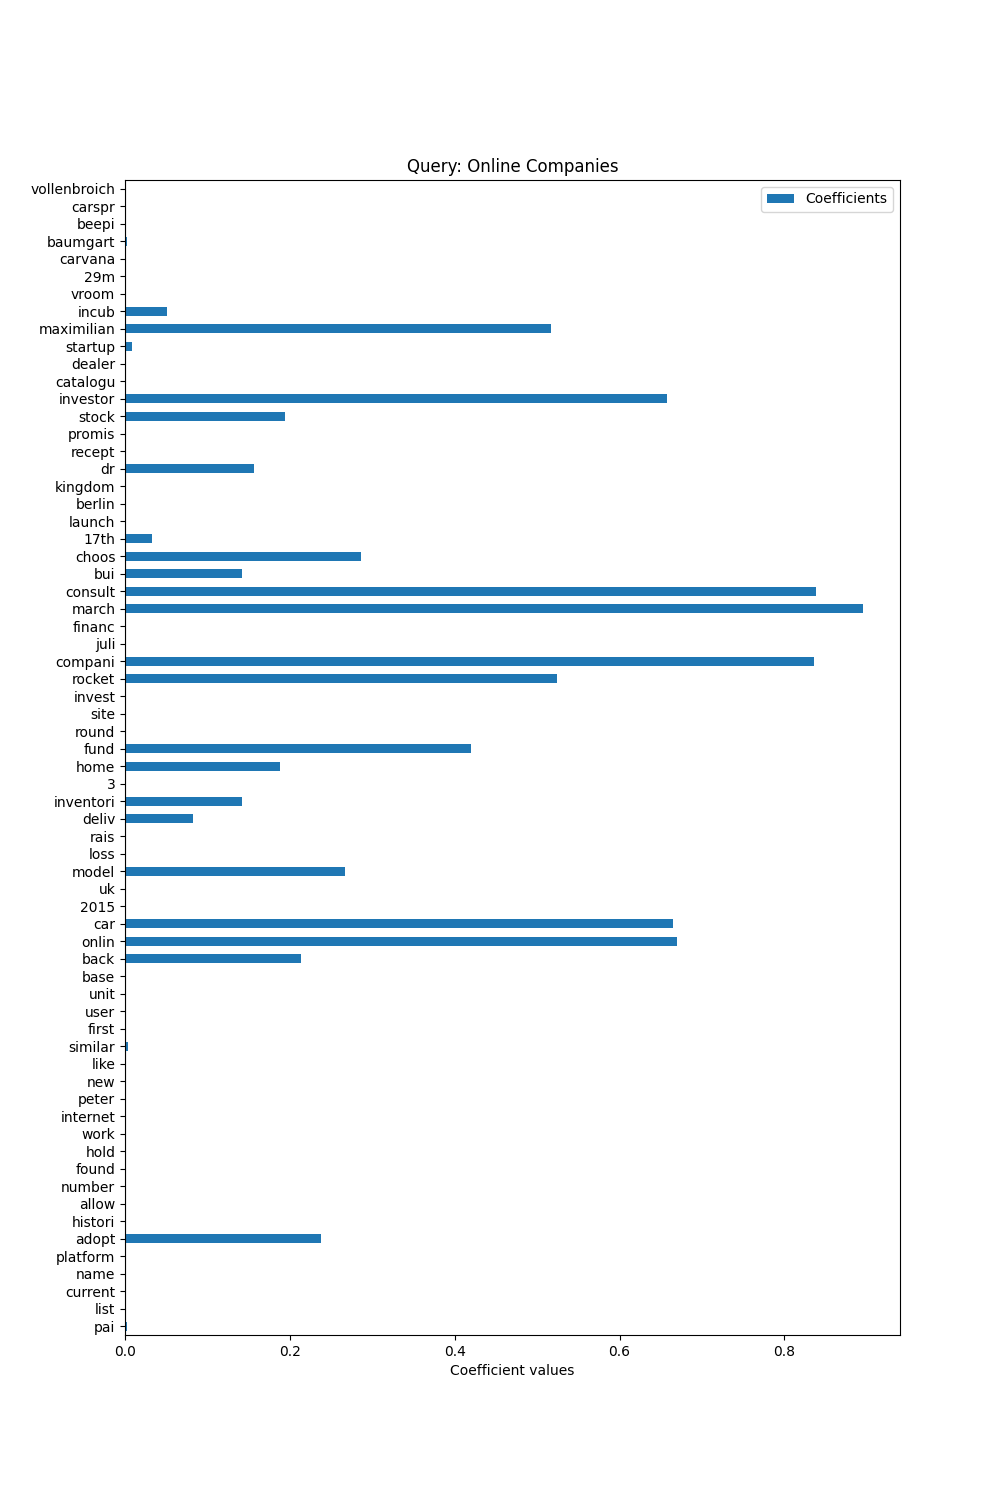 Query: Online Companies
Coefficients
vollenbroich
carspr
beepi
baumgart
carvana
29m
vroom
incub
maximilian
startup
dealer
catalogu
investor
stock
promis
recept
dr
kingdom
berlin
launch
17th
choos
bui
consult
march
financ
juli
compani
rocket
invest
site
round
fund
home
3
inventori
deliv
rais
loss
model
uk
2015
car
onlin
back
base
unit
user
first
similar
like
new
peter
internet
work
hold
found
number
allow
histori
adopt
platform
name
current
list
pai
0.0 0.2 0.4 0.6 0.8
Coefficient values